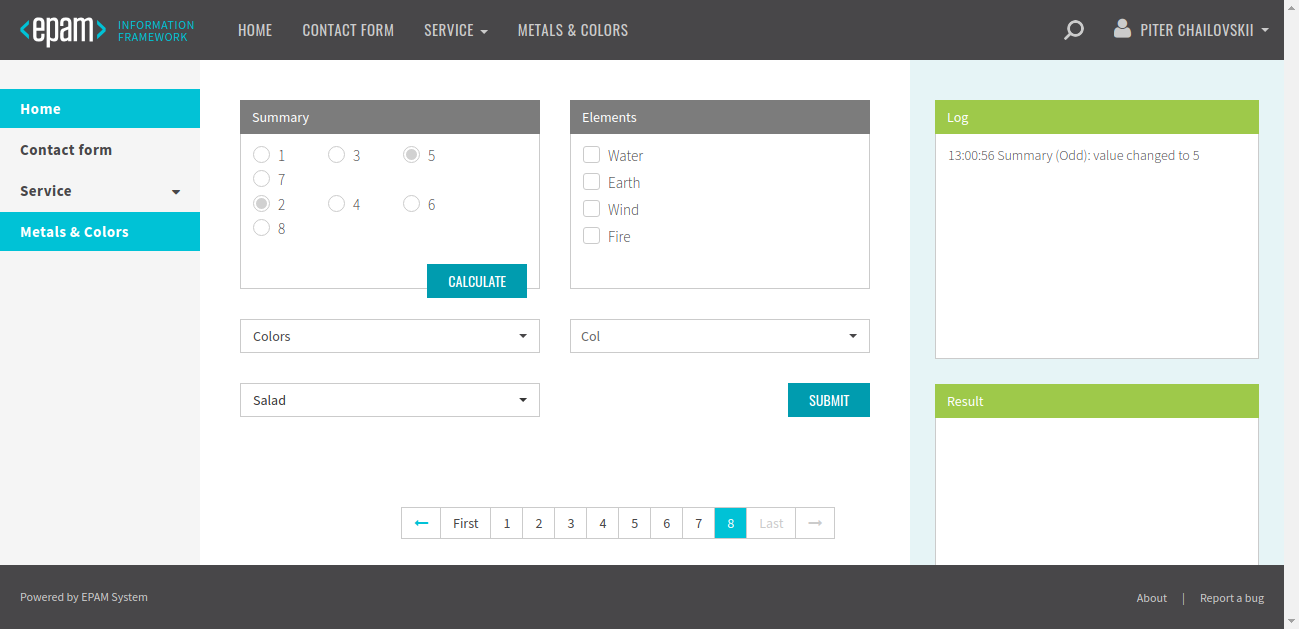 <epam> INFORMATION
FRAMEWORK
HOME CONTACT FORM SERVICE METALS & COLORS
PITER CHAILOVSKII
Home
Contact form
Service
Metals & Colors
Summary
1 3 5
7
2 4 6
8
CALCULATE
Elements
Water
Earth
Wind
Fire
Colors
Col
Salad
SUBMIT
First 1 2 3 4 5 6 7 8 Last
Log
13:00:56 Summary (Odd): value changed to 5
Result
Powered by EPAM System
About | Report a bug